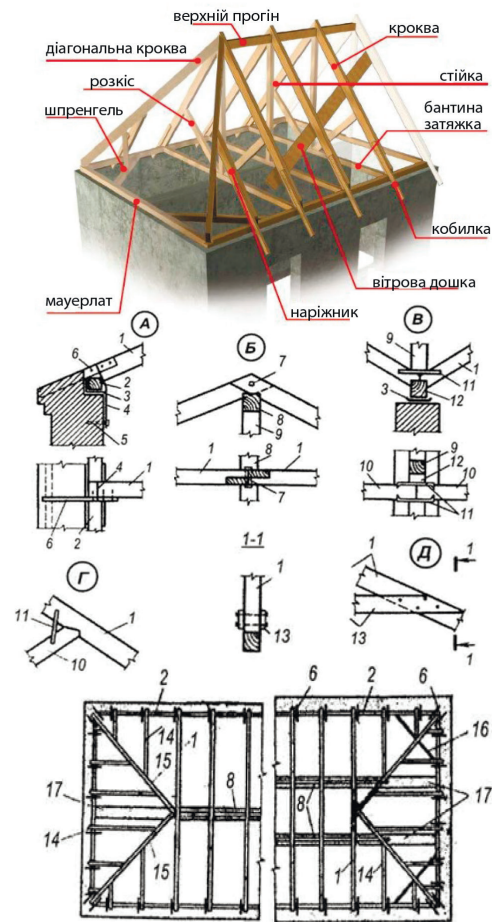 верхній прогін
діагональна кроква
кроква
розкіс
стійка
шпренгель
бантина
затяжка
кобилка
вітрова дошка
мауерлат
наріжник
А
6 1
2
3
4
5
4 1
6 2
Б
7
8
9
1 8 1
7
В
9
1
3 11
12
9
10 12 10
11
Г
11 1
10
1-1
1
13
Д
1 1
13
1
2
14 1
15
17 8
14
15
6 2 6
16
8 17
1 14